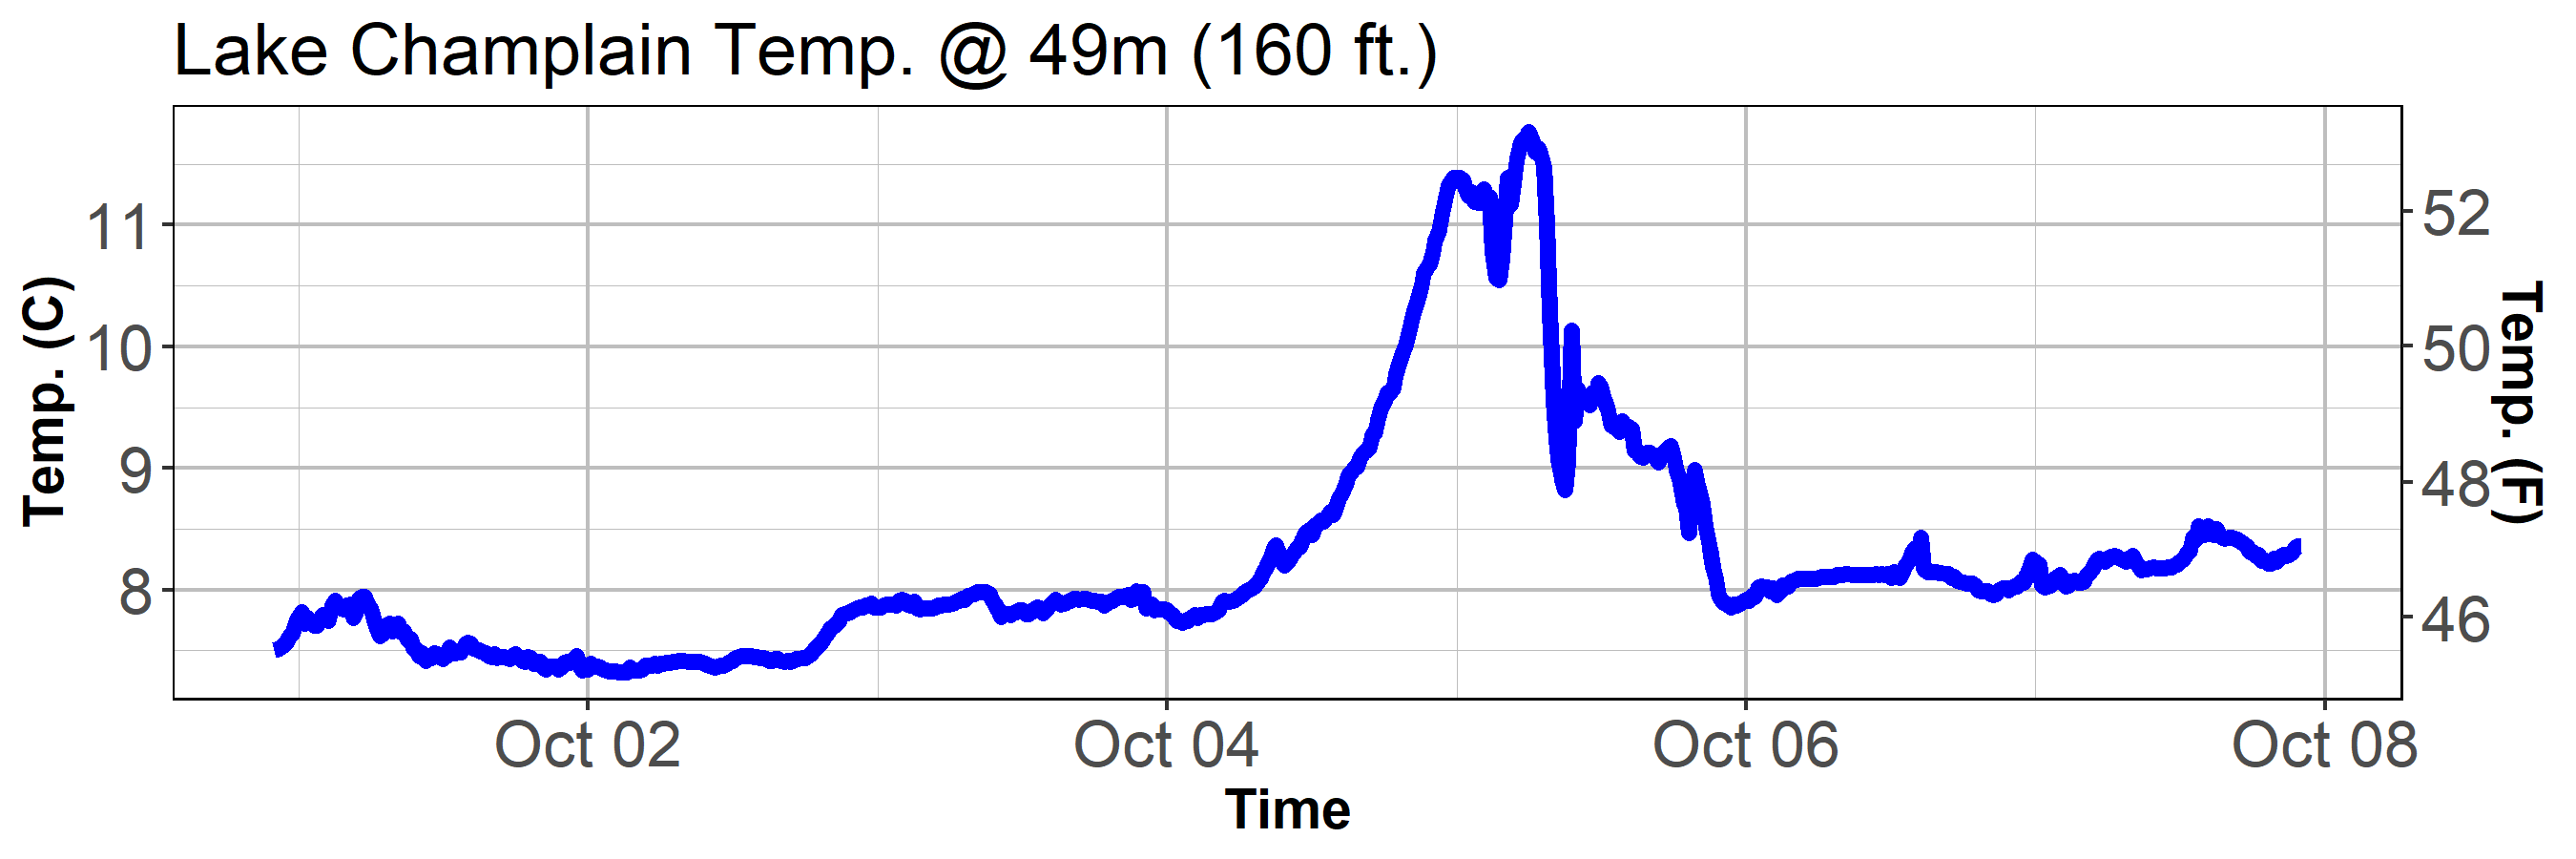 Lake Champlain Temp. @ 49m (160 ft.)
Temp. (C)
11
10
9
8
52
50
48
46
Temp. (F)
Oct 02 Oct 04 Oct 06 Oct 08
Time